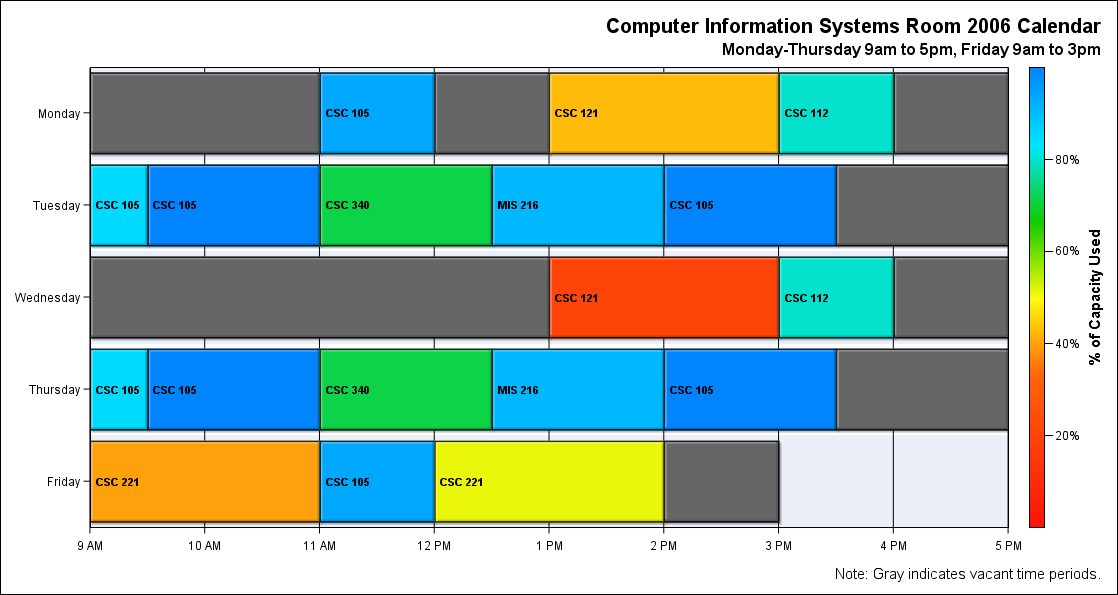 Computer Information Systems Room 2006 Calendar
Monday-Thursday 9am to 5pm, Friday 9am to 3pm
Monday CSC 105 CSC 121 CSC 112
Tuesday CSC 105 CSC 105 CSC 340 MIS 216 CSC 105
Wednesday CSC 121 CSC 112
Thursday CSC 105 CSC 105 CSC 340 MIS 216 CSC 105
Friday CSC 221 CSC 105 CSC 221
9 AM 10 AM 11 AM 12 PM 1 PM 2 PM 3 PM 4 PM 5 PM
80%
60%
40%
20%
% of Capacity Used
Note: Gray indicates vacant time periods.